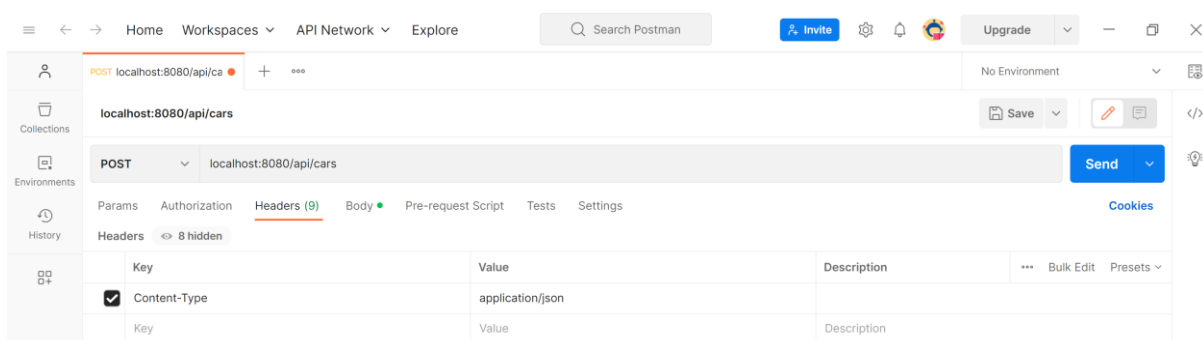 Home Workspaces API Network Explore Search Postman Invite Upgrade
POST localhost:8080/api/ca No Environment
Collections
localhost:8080/api/cars Save
Environments
POST localhost:8080/api/cars Send
History
Params Authorization Headers (9) Body Pre-request Script Tests Settings Cookies
Headers 8 hidden
Key Value Description Bulk Edit Presets
Content-Type application/json
Key Value Description